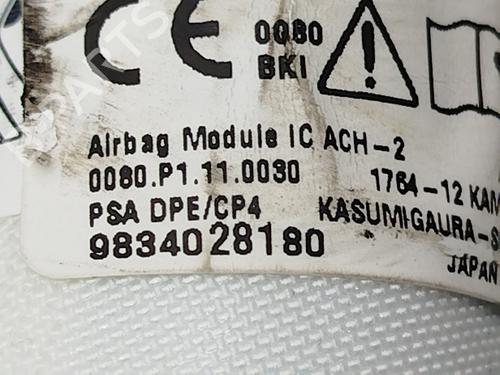 CE 0080
BKI
Airbag Module IC ACH-2
0080.P1.11.0030
1764-12 KAM
PSA DPE/CP4
KASUMIGAURA-S
9834028180
JAPAN